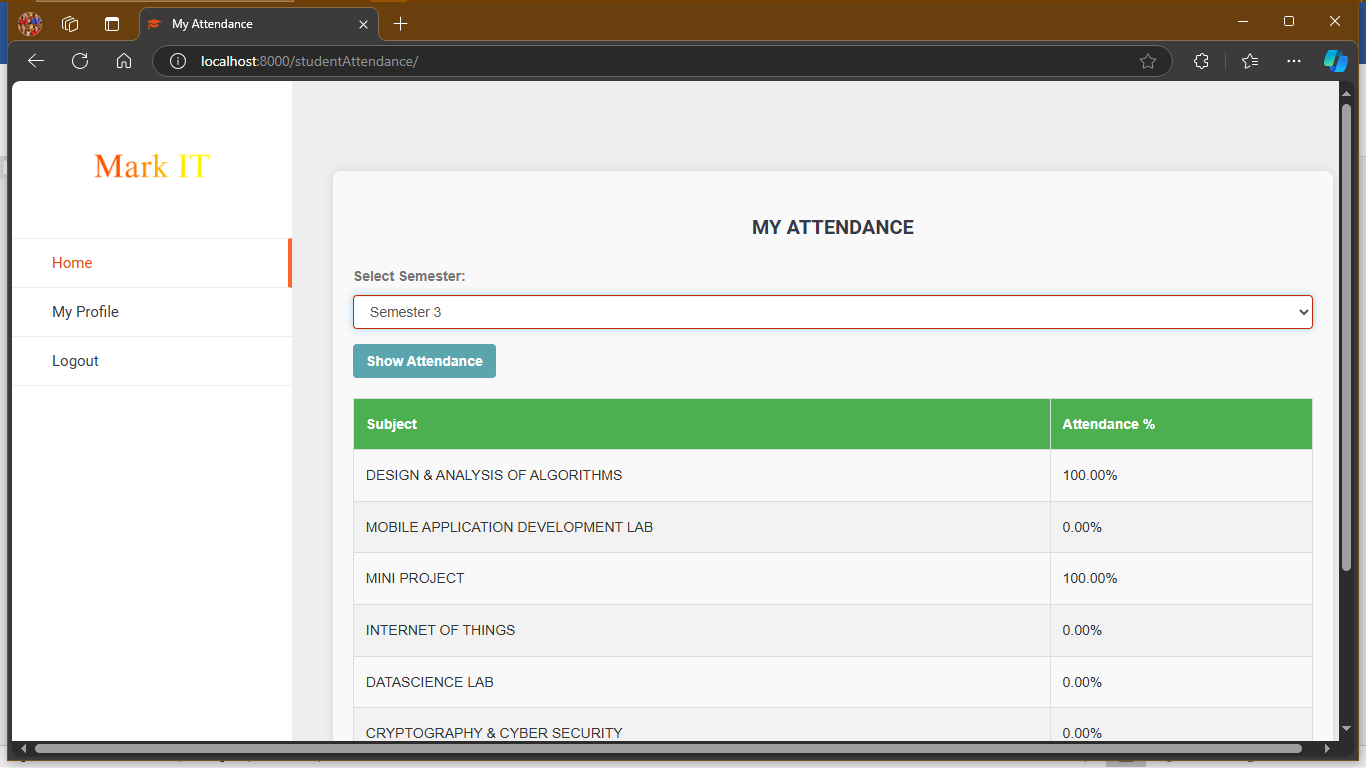 My Attendance
localhost:8000/studentAttendance/
Mark IT
Home
My Profile
Logout
MY ATTENDANCE
Select Semester:
Semester 3
Show Attendance
Subject Attendance %
DESIGN & ANALYSIS OF ALGORITHMS 100.00%
MOBILE APPLICATION DEVELOPMENT LAB 0.00%
MINI PROJECT 100.00%
INTERNET OF THINGS 0.00%
DATASCIENCE LAB 0.00%
CRYPTOGRAPHY & CYBER SECURITY 0.00%